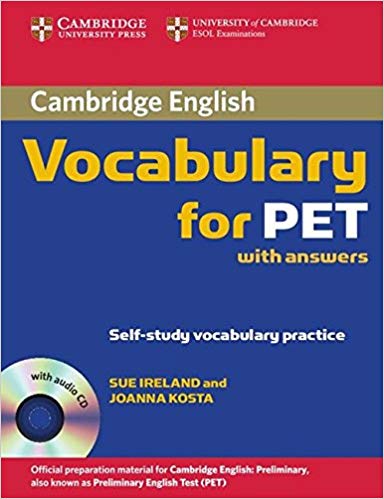 CAMBRIDGE
UNIVERSITY PRESS
UNIVERSITY of CAMBRIDGE
ESOL Examinations
Cambridge English
Vocabulary
for PET
with answers
Self-study vocabulary practice
with audio CD
SUE IRELAND and
JOANNA KOSTA
Official preparation material for Cambridge English: Preliminary,
also known as Preliminary English Test (PET)